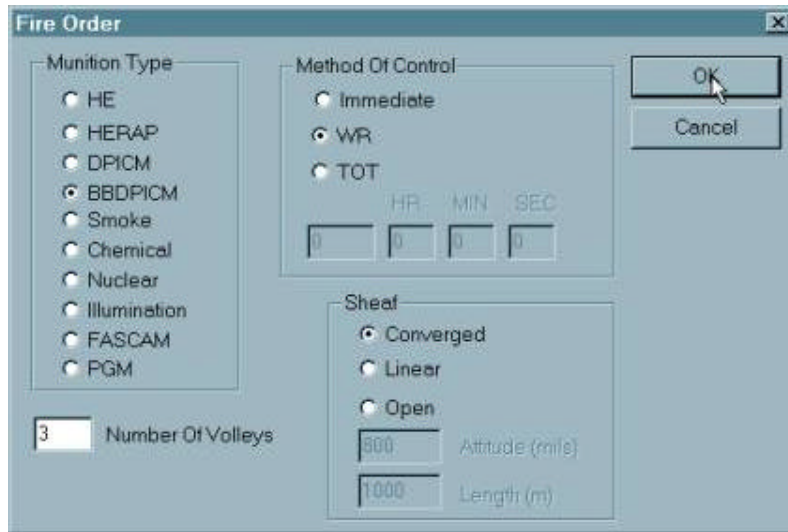 Fire Order
Munition Type
HE
HERAP
DPICM
BBDPICM
Smoke
Chemical
Nuclear
Illumination
FASCAM
PGM
3 Number Of Volleys
Method Of Control
Immediate
WR
TOT
HR MIN SEC
0 0 0 0
Sheaf
Converged
Linear
Open
800 Attitude (mils)
1000 Length (m)
OK
Cancel